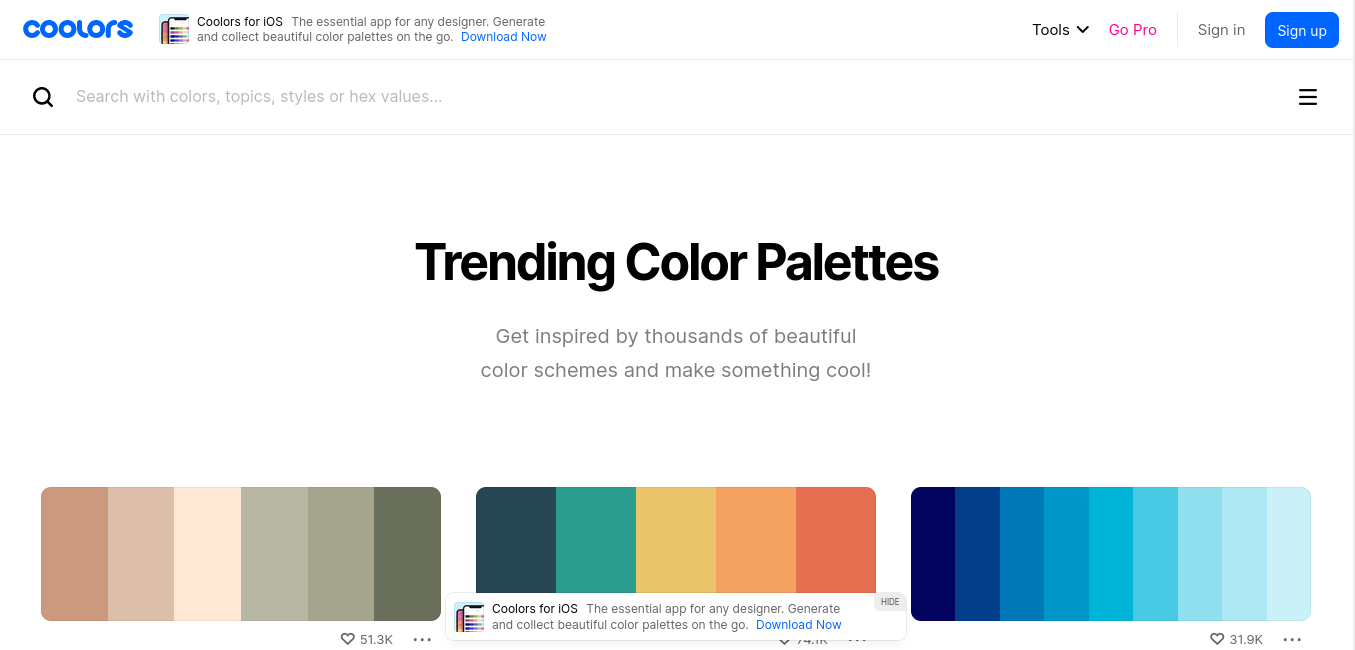 coolors
Coolors for iOS The essential app for any designer. Generate
and collect beautiful color palettes on the go. Download Now
Tools
Go Pro
Sign in
Sign up
Search with colors, topics, styles or hex values...
Trending Color Palettes
Get inspired by thousands of beautiful
color schemes and make something cool!
Coolors for iOS The essential app for any designer. Generate
and collect beautiful color palettes on the go. Download Now
HIDE
51.3K
31.9K